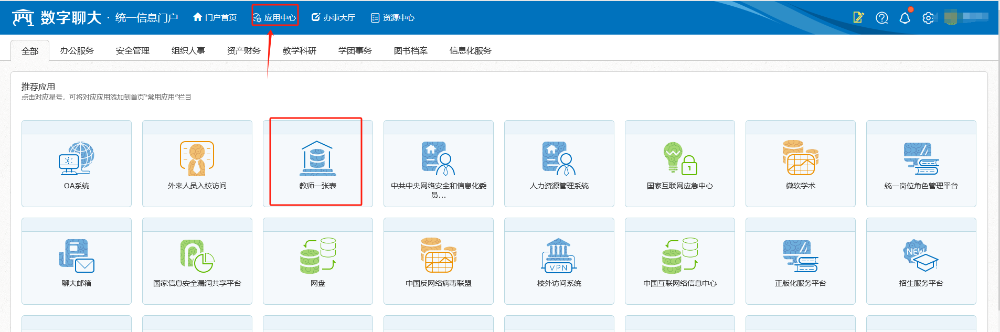 数字聊大 · 统一信息门户 门户首页 应用中心 办事大厅 资源中心
全部 办公服务 安全管理 组织人事 资产财务 教学科研 学团事务 图书档案 信息化服务
推荐应用
点击对应星号，可将对应应用添加到首页“常用应用”栏目
OA系统 外来人员入校访问 教师一张表 中共中央网络安全和信息化委员... 人力资源管理系统 国家互联网应急中心 微软学术 统一岗位角色管理平台
1
NEW
VPN
聊大邮箱 国家信息安全漏洞共享平台 网盘 中国反网络病毒联盟 校外访问系统 中国互联网络信息中心 正版化服务平台 招生服务平台